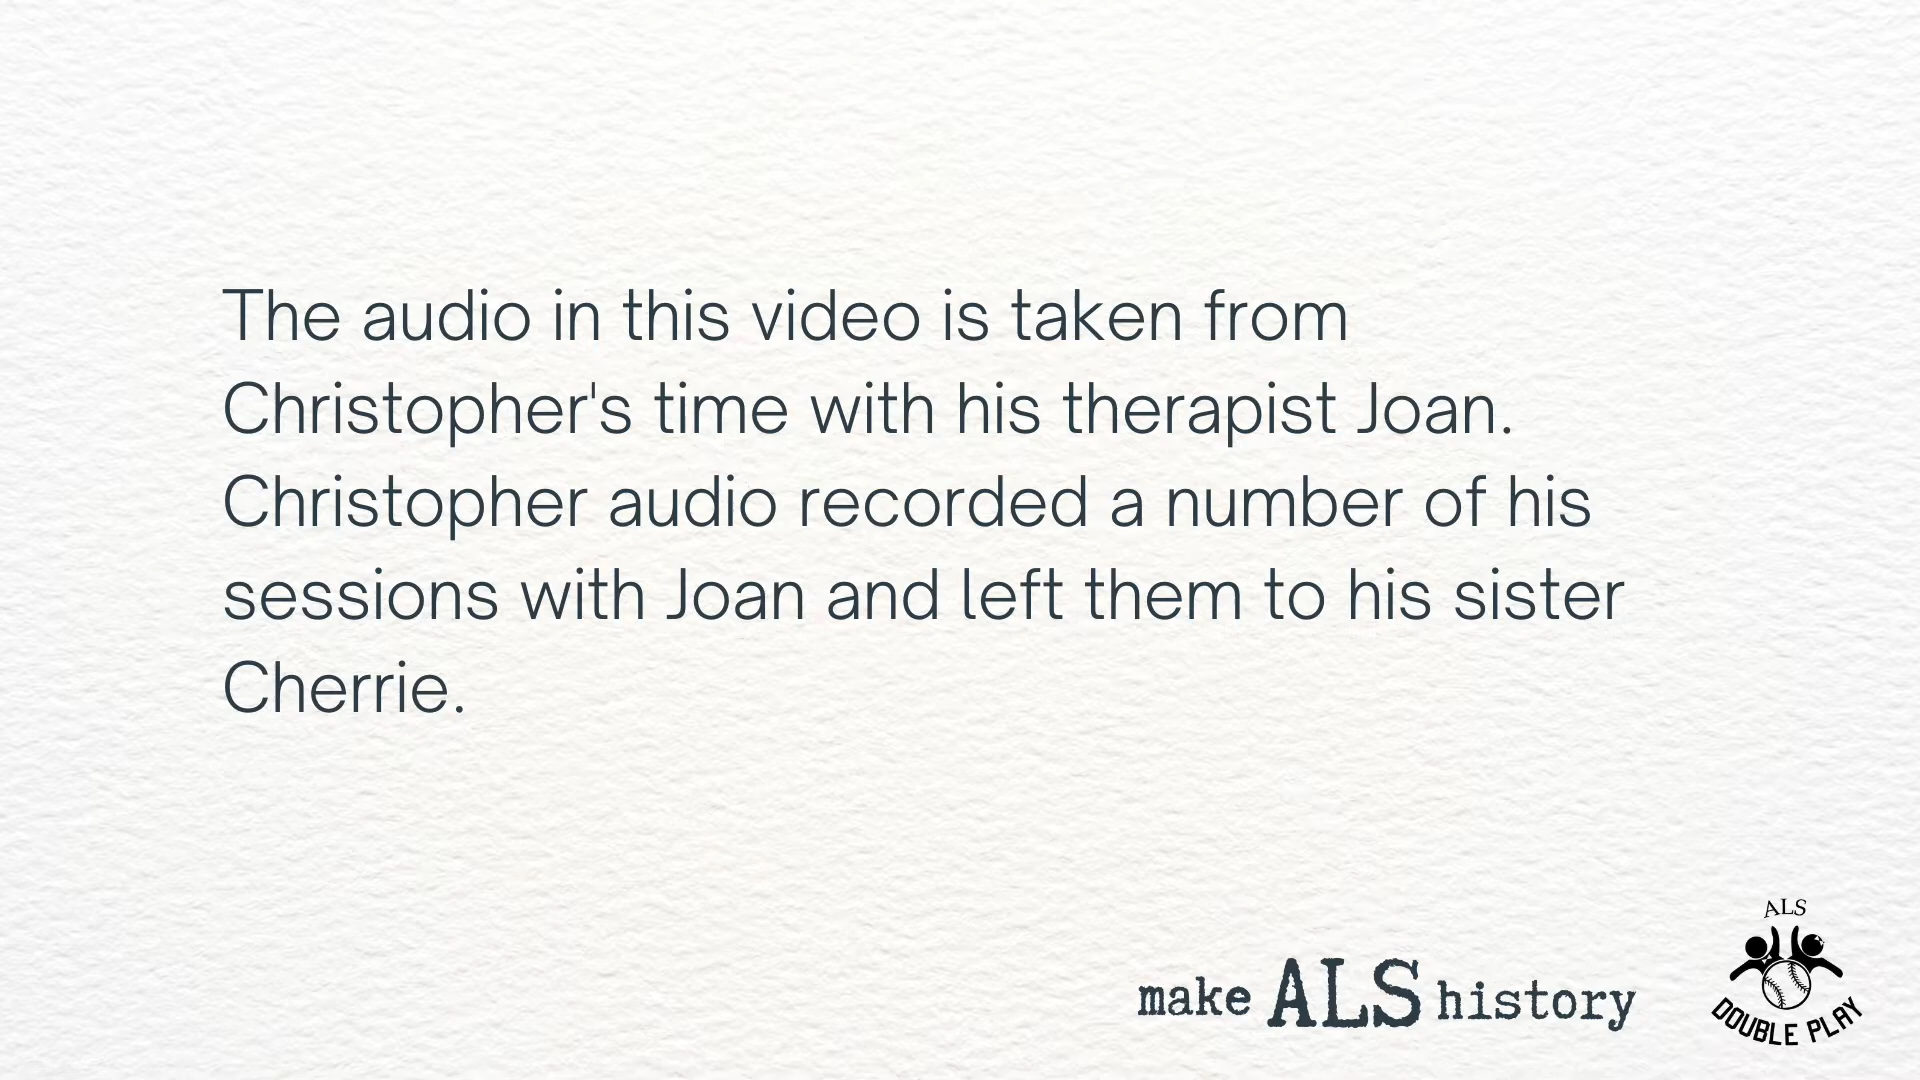 The audio in this video is taken from
Christopher's time with his therapist Joan.
Christopher audio recorded a number of his
sessions with Joan and left them to his sister
Cherrie.
make ALS history
ALS
DOUBLE PLAY